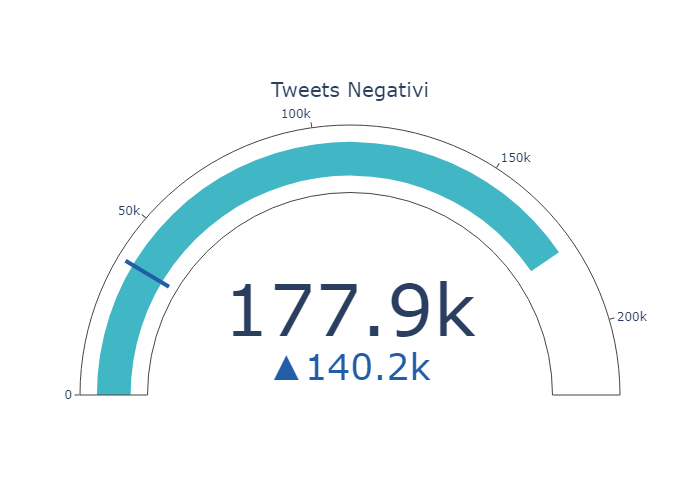 Tweets Negativi
100k
150k
50k
200k
0
177.9k
▲140.2k